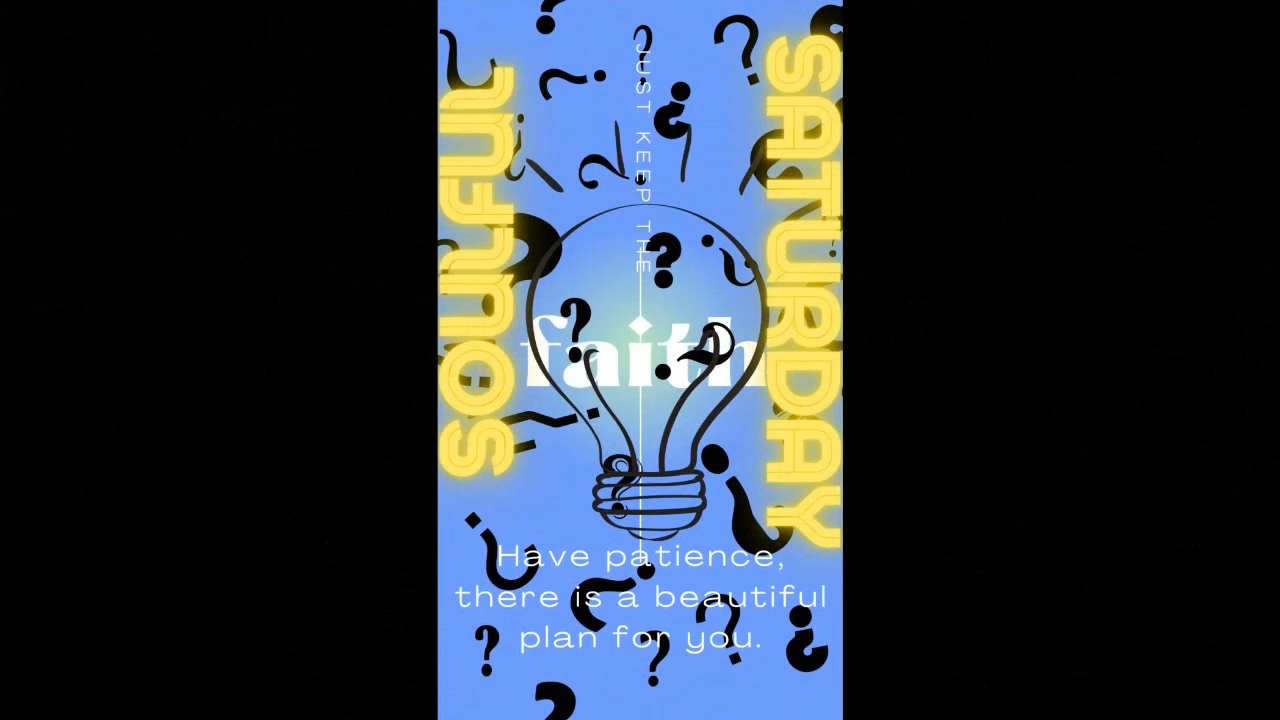 SOULFUL
SATURDAY
JUST KEEP THE
faith
Have patience,
there is a beautiful
plan for you.